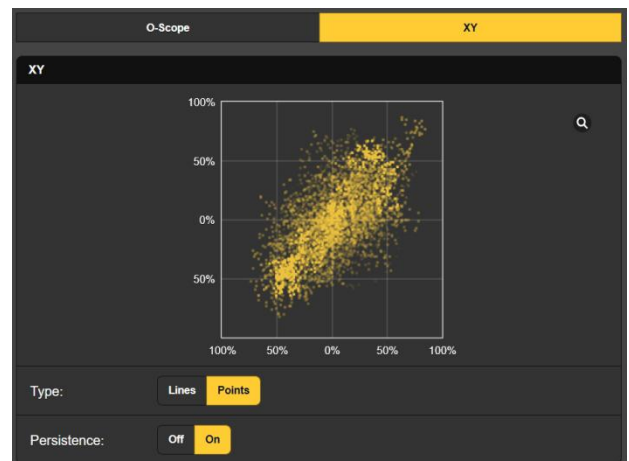 O-Scope XY
XY
100%
50%
0%
50%
100% 50% 0% 50% 100%
Type: Lines Points
Persistence: Off On